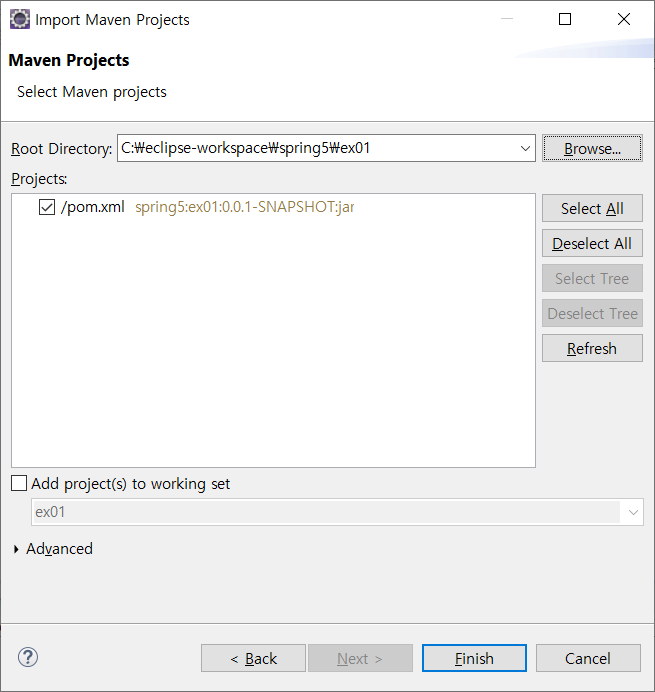 Import Maven Projects
Maven Projects
Select Maven projects
Root Directory: C:₩eclipse-workspace₩spring5₩ex01 Browse...
Projects:
/pom.xml spring5:ex01:0.0.1-SNAPSHOT:jar
Select All
Deselect All
Select Tree
Deselect Tree
Refresh
Add project(s) to working set
ex01
Advanced
< Back Next > Finish Cancel